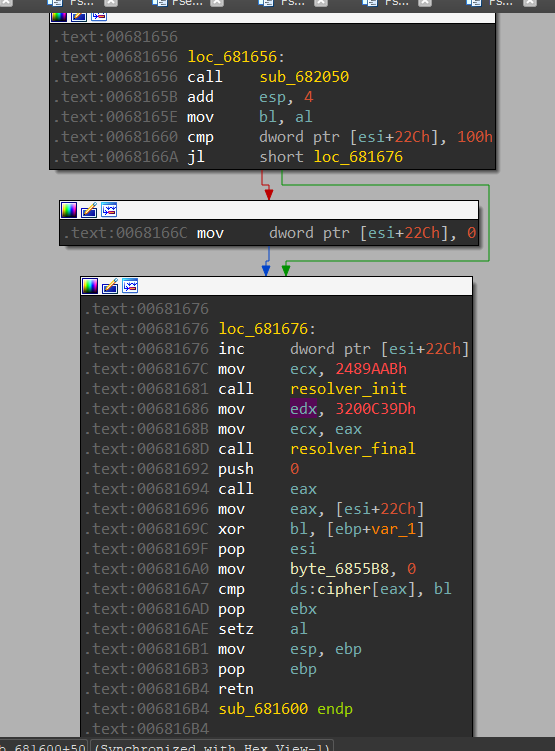 Ps... Pse... Ps... Ps... Ps...
.text:00681656
.text:00681656 loc_681656:
.text:00681656 call sub_682050
.text:0068165B add esp, 4
.text:0068165E mov bl, al
.text:00681660 cmp dword ptr [esi+22Ch], 100h
.text:0068166A jl short loc_681676
.text:0068166C mov dword ptr [esi+22Ch], 0
.text:00681676
.text:00681676 loc_681676:
.text:00681676 inc dword ptr [esi+22Ch]
.text:0068167C mov ecx, 2489AABh
.text:00681681 call resolver_init
.text:00681686 mov edx, 3200C39Dh
.text:0068168B mov ecx, eax
.text:0068168D call resolver_final
.text:00681692 push 0
.text:00681694 call eax
.text:00681696 mov eax, [esi+22Ch]
.text:0068169C xor bl, [ebp+var_1]
.text:0068169F pop esi
.text:006816A0 mov byte_6855B8, 0
.text:006816A7 cmp ds:cipher[eax], bl
.text:006816AD pop ebx
.text:006816AE setz al
.text:006816B1 mov esp, ebp
.text:006816B3 pop ebp
.text:006816B4 retn
.text:006816B4 sub_681600 endp
.text:006816B4
b_681600+50 (Synchronized with Hex View-1)